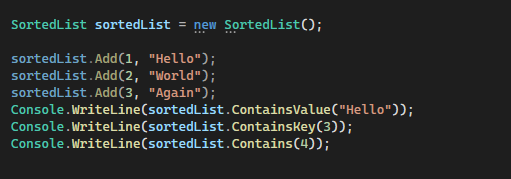 SortedList sortedList = new SortedList();
sortedList.Add(1, "Hello");
sortedList.Add(2, "World");
sortedList.Add(3, "Again");
Console.WriteLine(sortedList.ContainsValue("Hello"));
Console.WriteLine(sortedList.ContainsKey(3));
Console.WriteLine(sortedList.Contains(4));